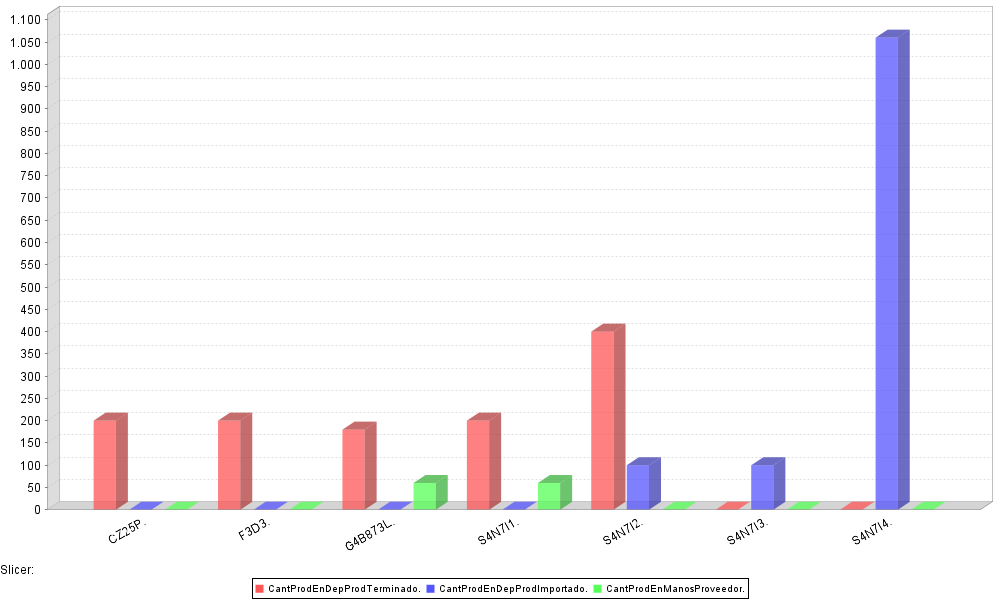 1.100
1.050
1.000
950
900
850
800
750
700
650
600
550
500
450
400
350
300
250
200
150
100
50
0
CZ25P.
F3D3.
G4B873L.
S4N7I1.
S4N7I2.
S4N7I3.
S4N7I4.
Slicer:
CantProdEnDepProdTerminado. CantProdEnDepProdImportado. CantProdEnManosProveedor.